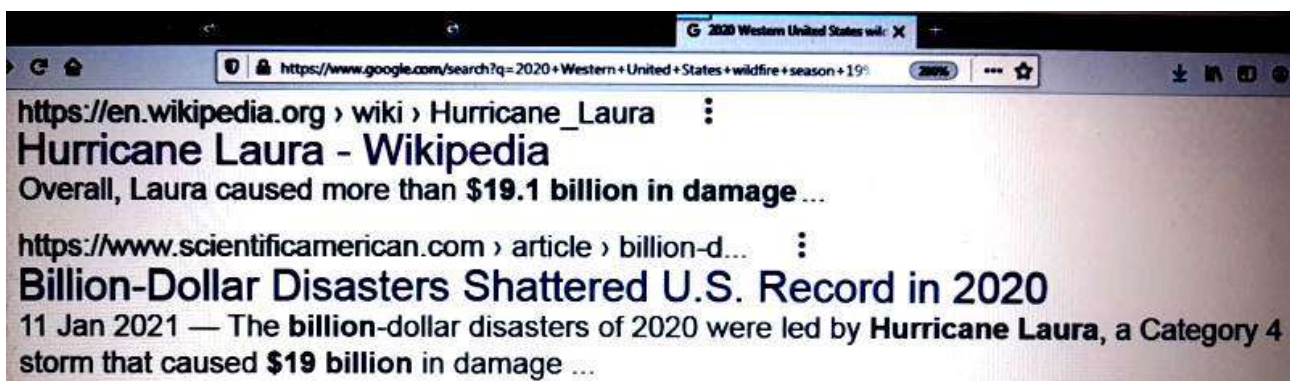 G 2020 Western United States wil
https://www.google.com/search?q=2020+Western+United+States+wildfire+season+19
200% ...
https://en.wikipedia.org › wiki › Hurricane_Laura
Hurricane Laura - Wikipedia
Overall, Laura caused more than $19.1 billion in damage ...
https://www.scientificamerican.com › article › billion-d...
Billion-Dollar Disasters Shattered U.S. Record in 2020
11 Jan 2021 — The billion-dollar disasters of 2020 were led by Hurricane Laura, a Category 4
storm that caused $19 billion in damage ...